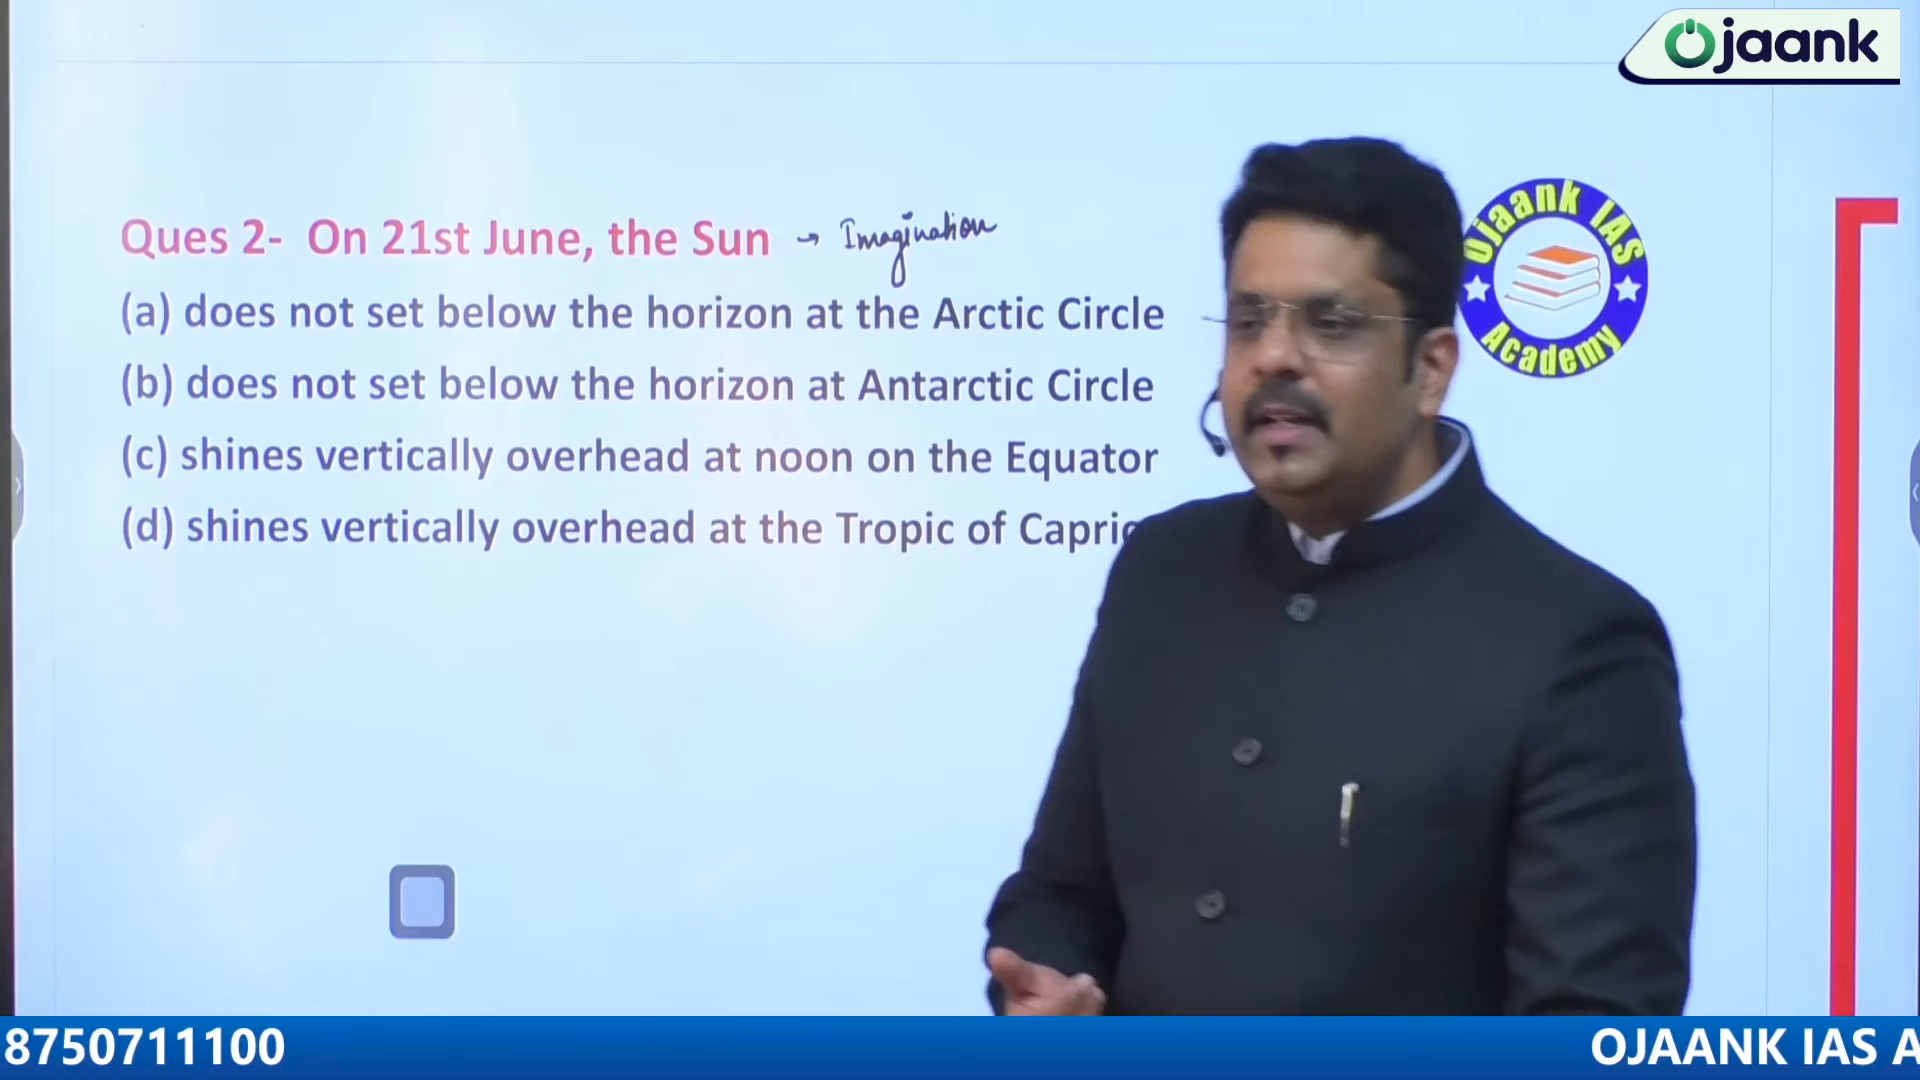 Ojaank
Ques 2- On 21st June, the Sun → Imagination
(a) does not set below the horizon at the Arctic Circle
(b) does not set below the horizon at Antarctic Circle
(c) shines vertically overhead at noon on the Equator
(d) shines vertically overhead at the Tropic of Capric
Ojaank IAS
Academy
8750711100
OJAANK IAS A